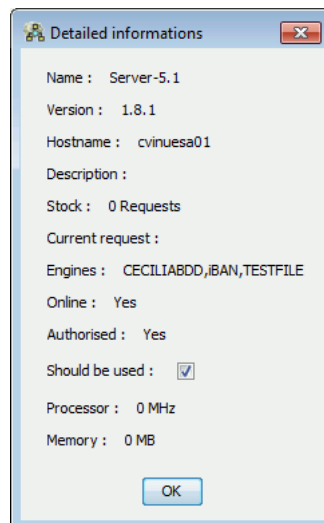 Detailed informations
Name : Server-5.1
Version : 1.8.1
Hostname : cvinuesa01
Description :
Stock : 0 Requests
Current request :
Engines : CECILIABDD,iBAN,TESTFILE
Online : Yes
Authorised : Yes
Should be used :
Processor : 0 MHz
Memory : 0 MB
OK